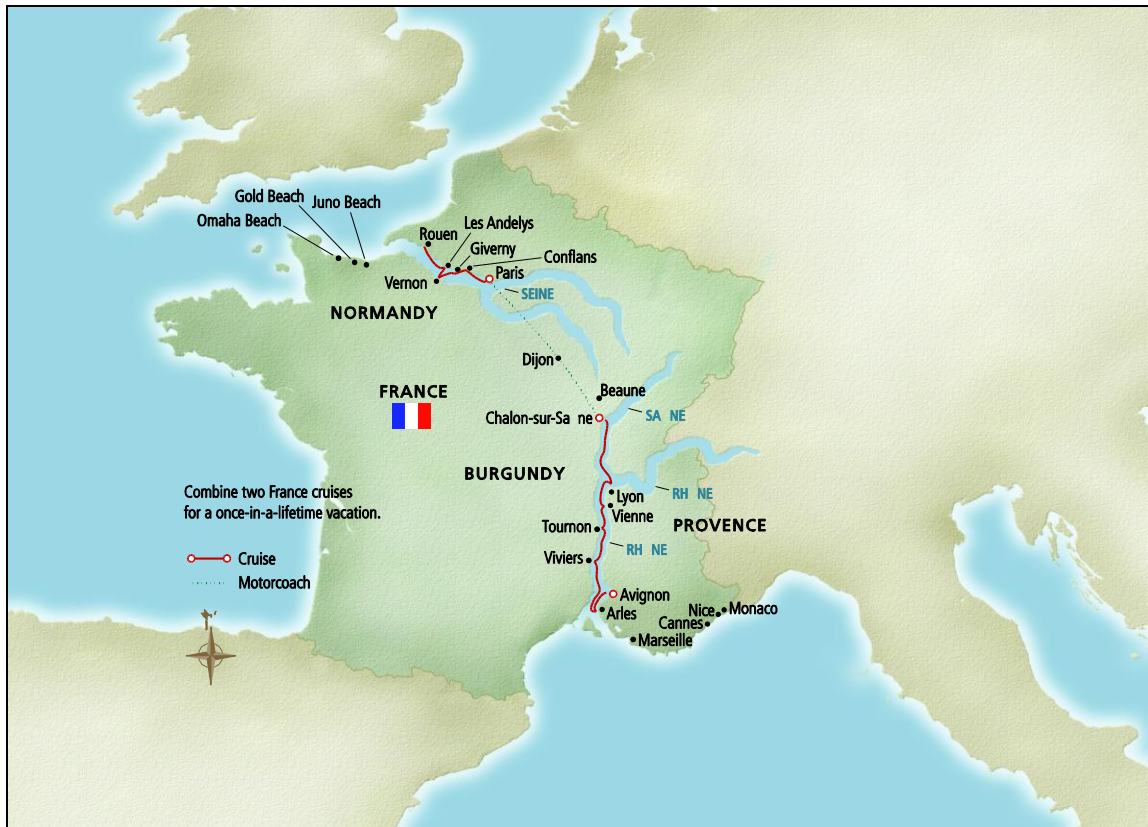 Gold Beach
Juno Beach
Omaha Beach
Rouen
Les Andelys
Giverny
Conflans
Vernon
Paris
SEINE
NORMANDY
Dijon
FRANCE
Beaune
Chalon-sur-Sa ne
SA NE
BURGUNDY
Combine two France cruises
for a once-in-a-lifetime vacation.
RH NE
Lyon
Vienne
Tournon
PROVENCE
RH NE
Viviers
Cruise
Motorcoach
Avignon
Arles
Nice
Monaco
Cannes
Marseille